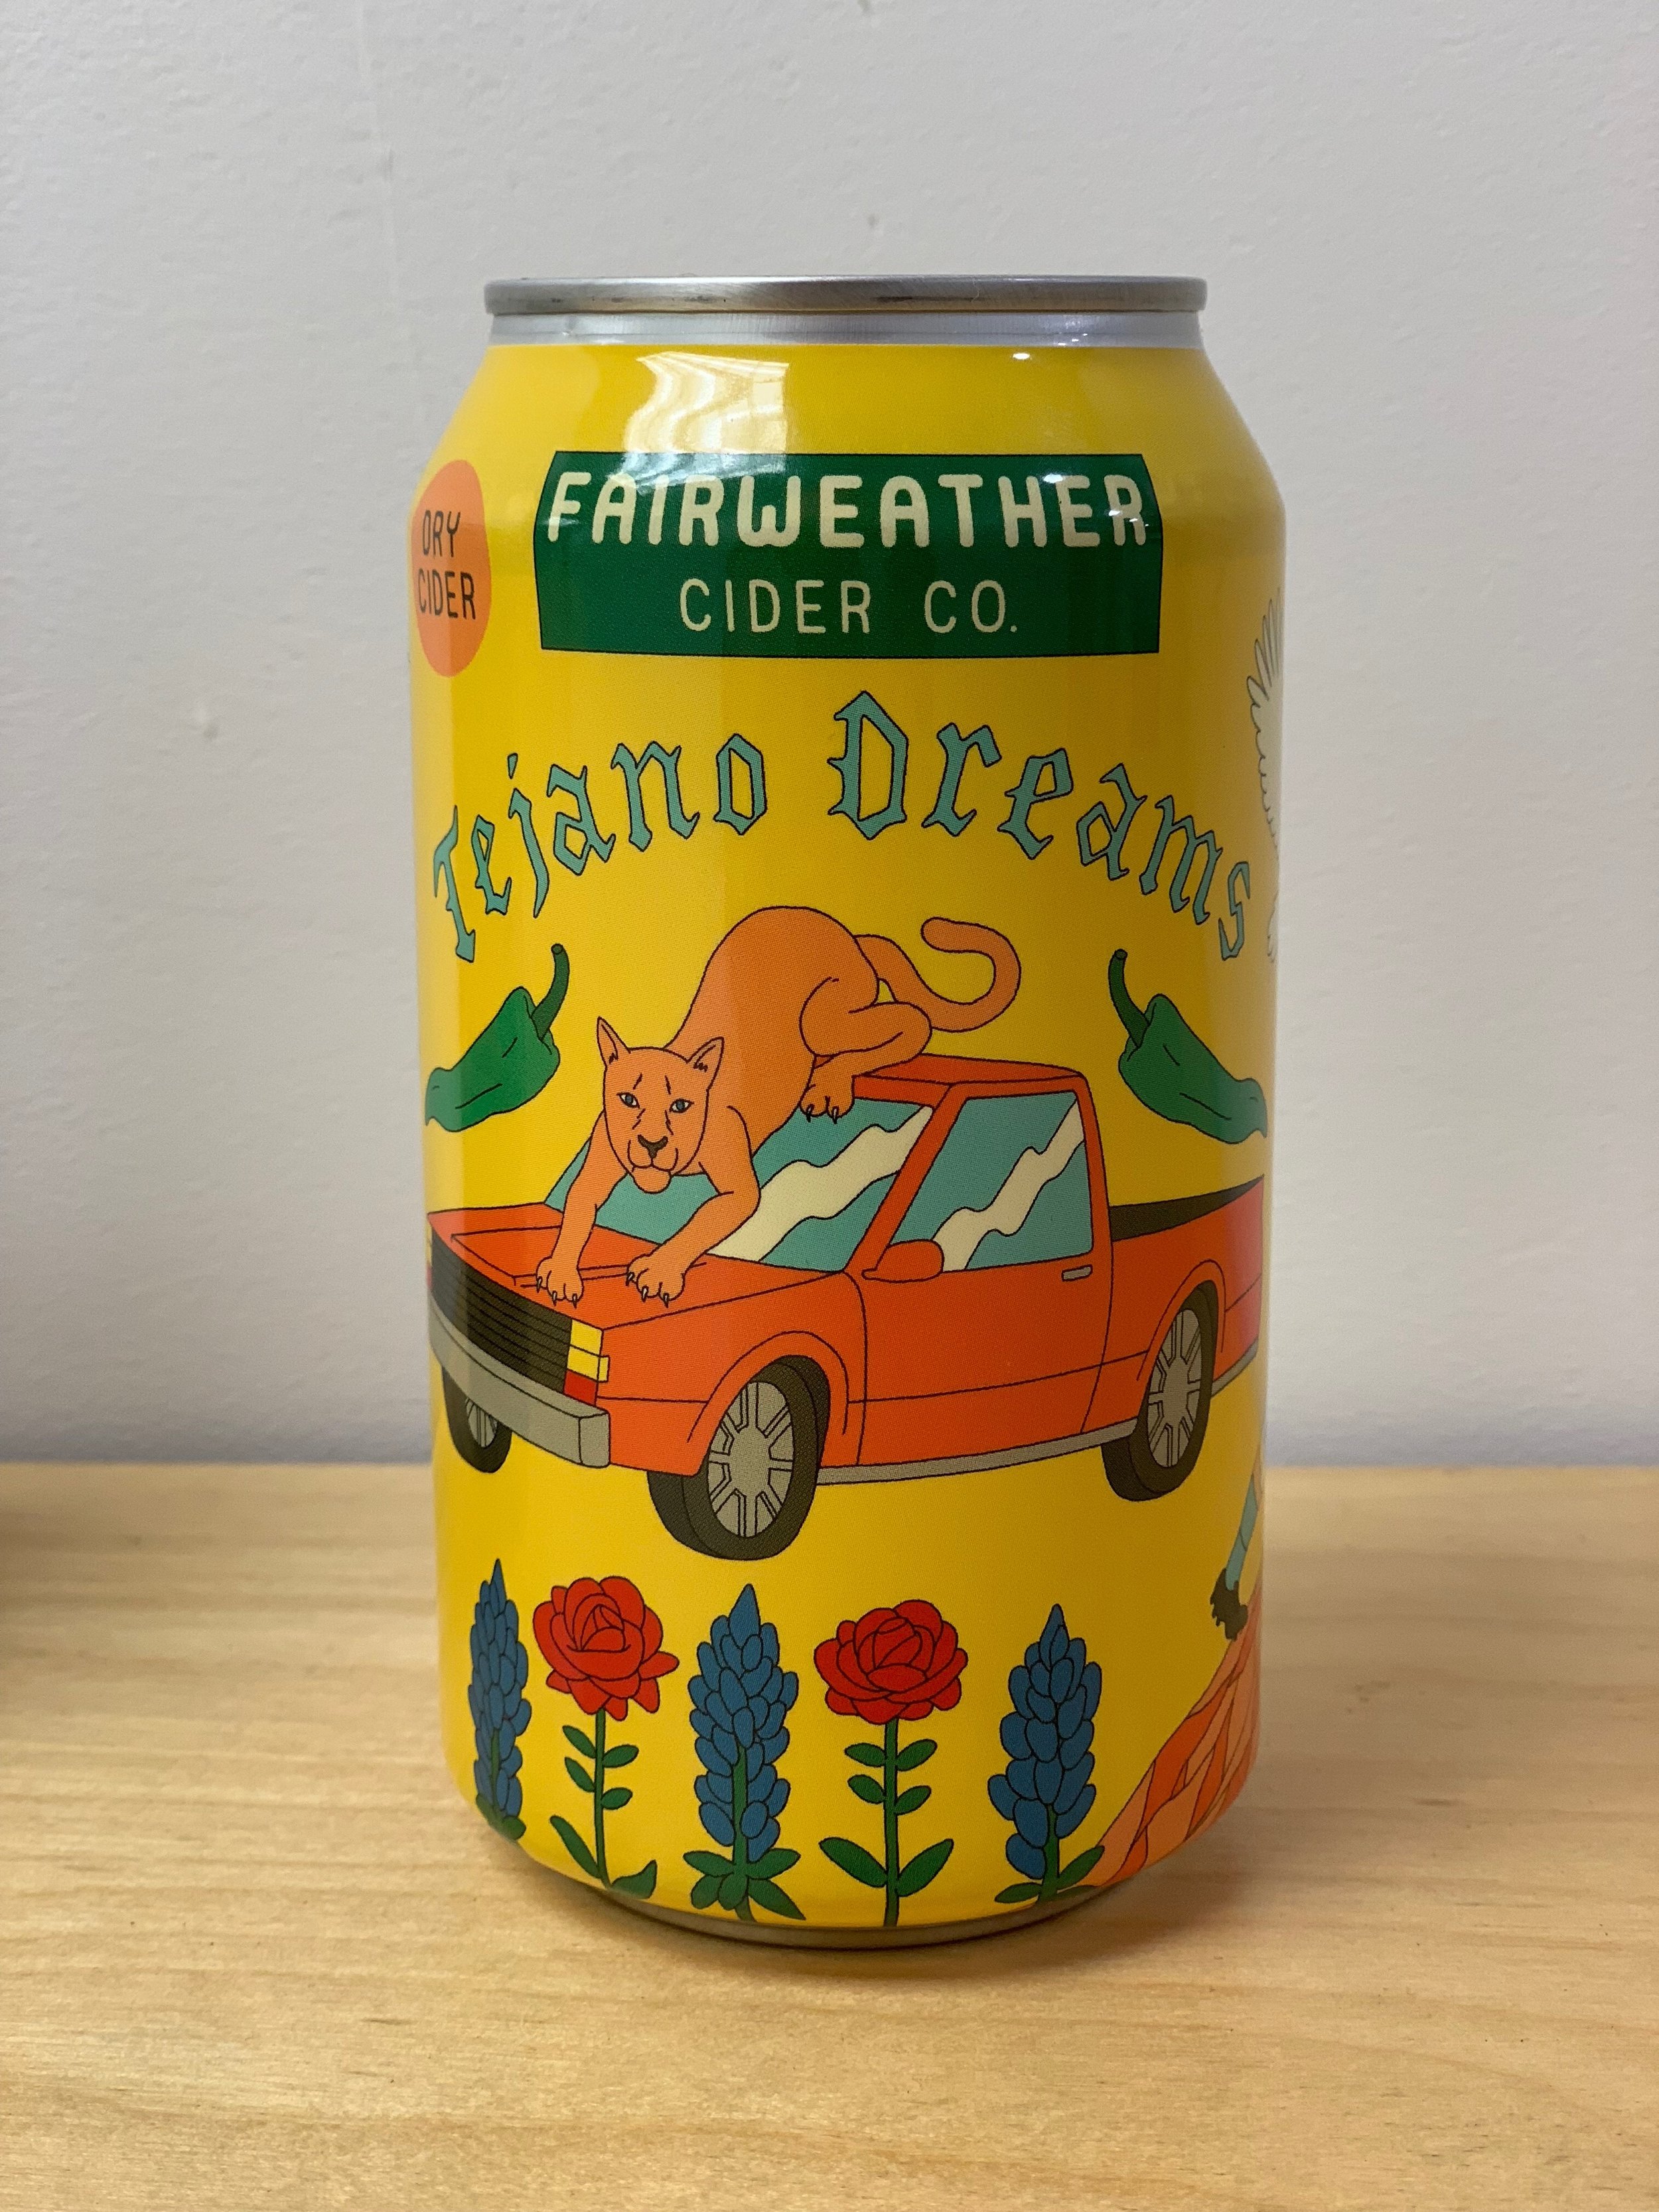 DRY
CIDER
FAIRWEATHER
CIDER CO.
Tejano Dreams